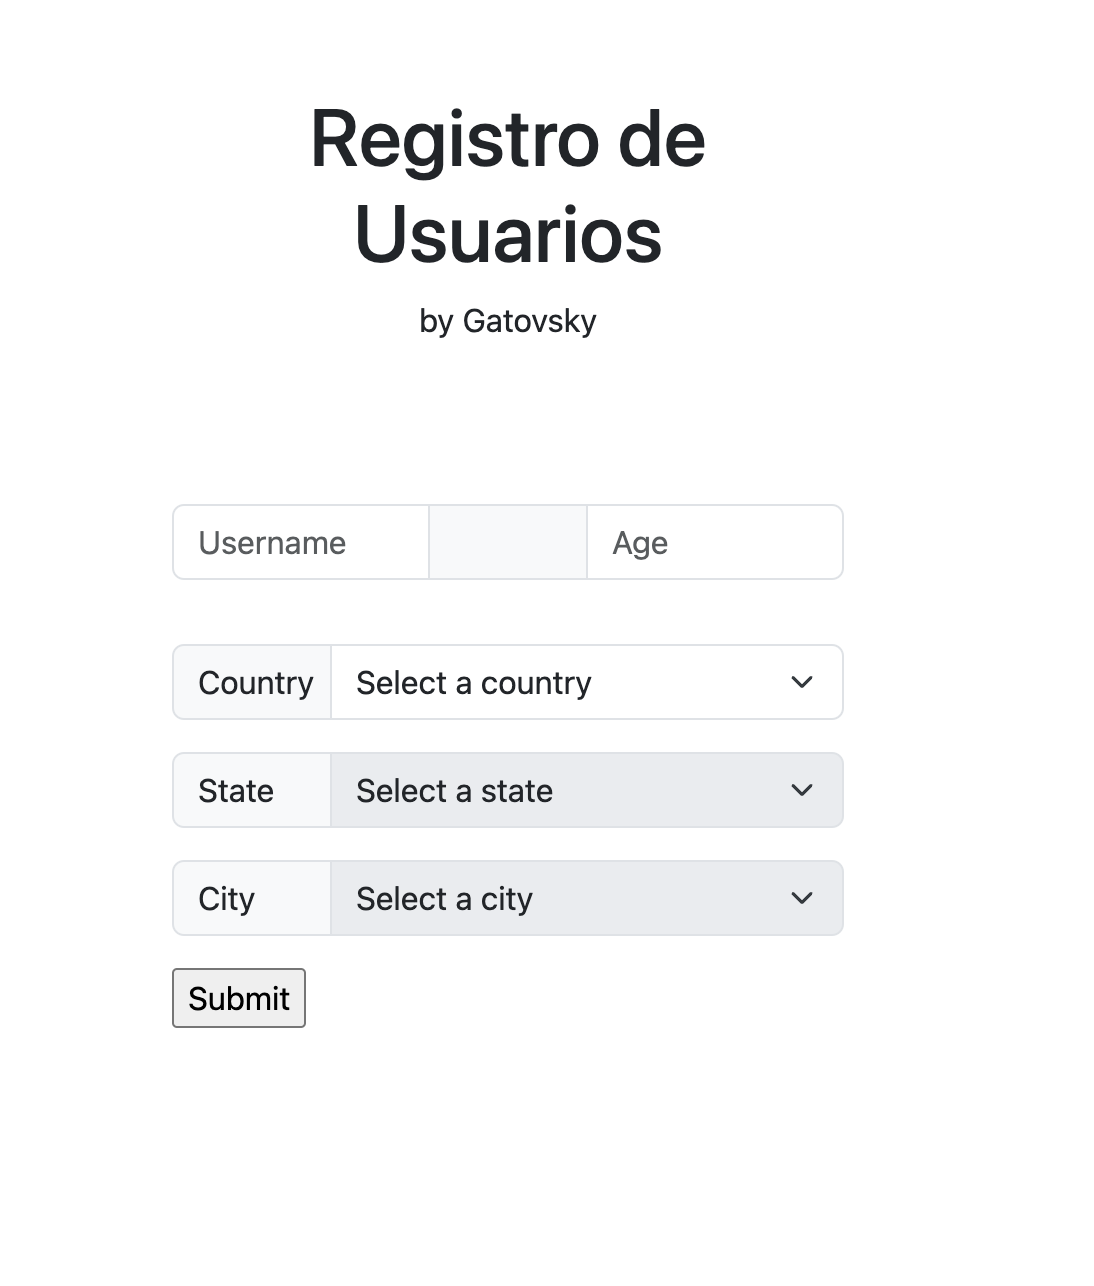 Registro de
Usuarios
by Gatovsky
Username Age
Country Select a country
State Select a state
City Select a city
Submit